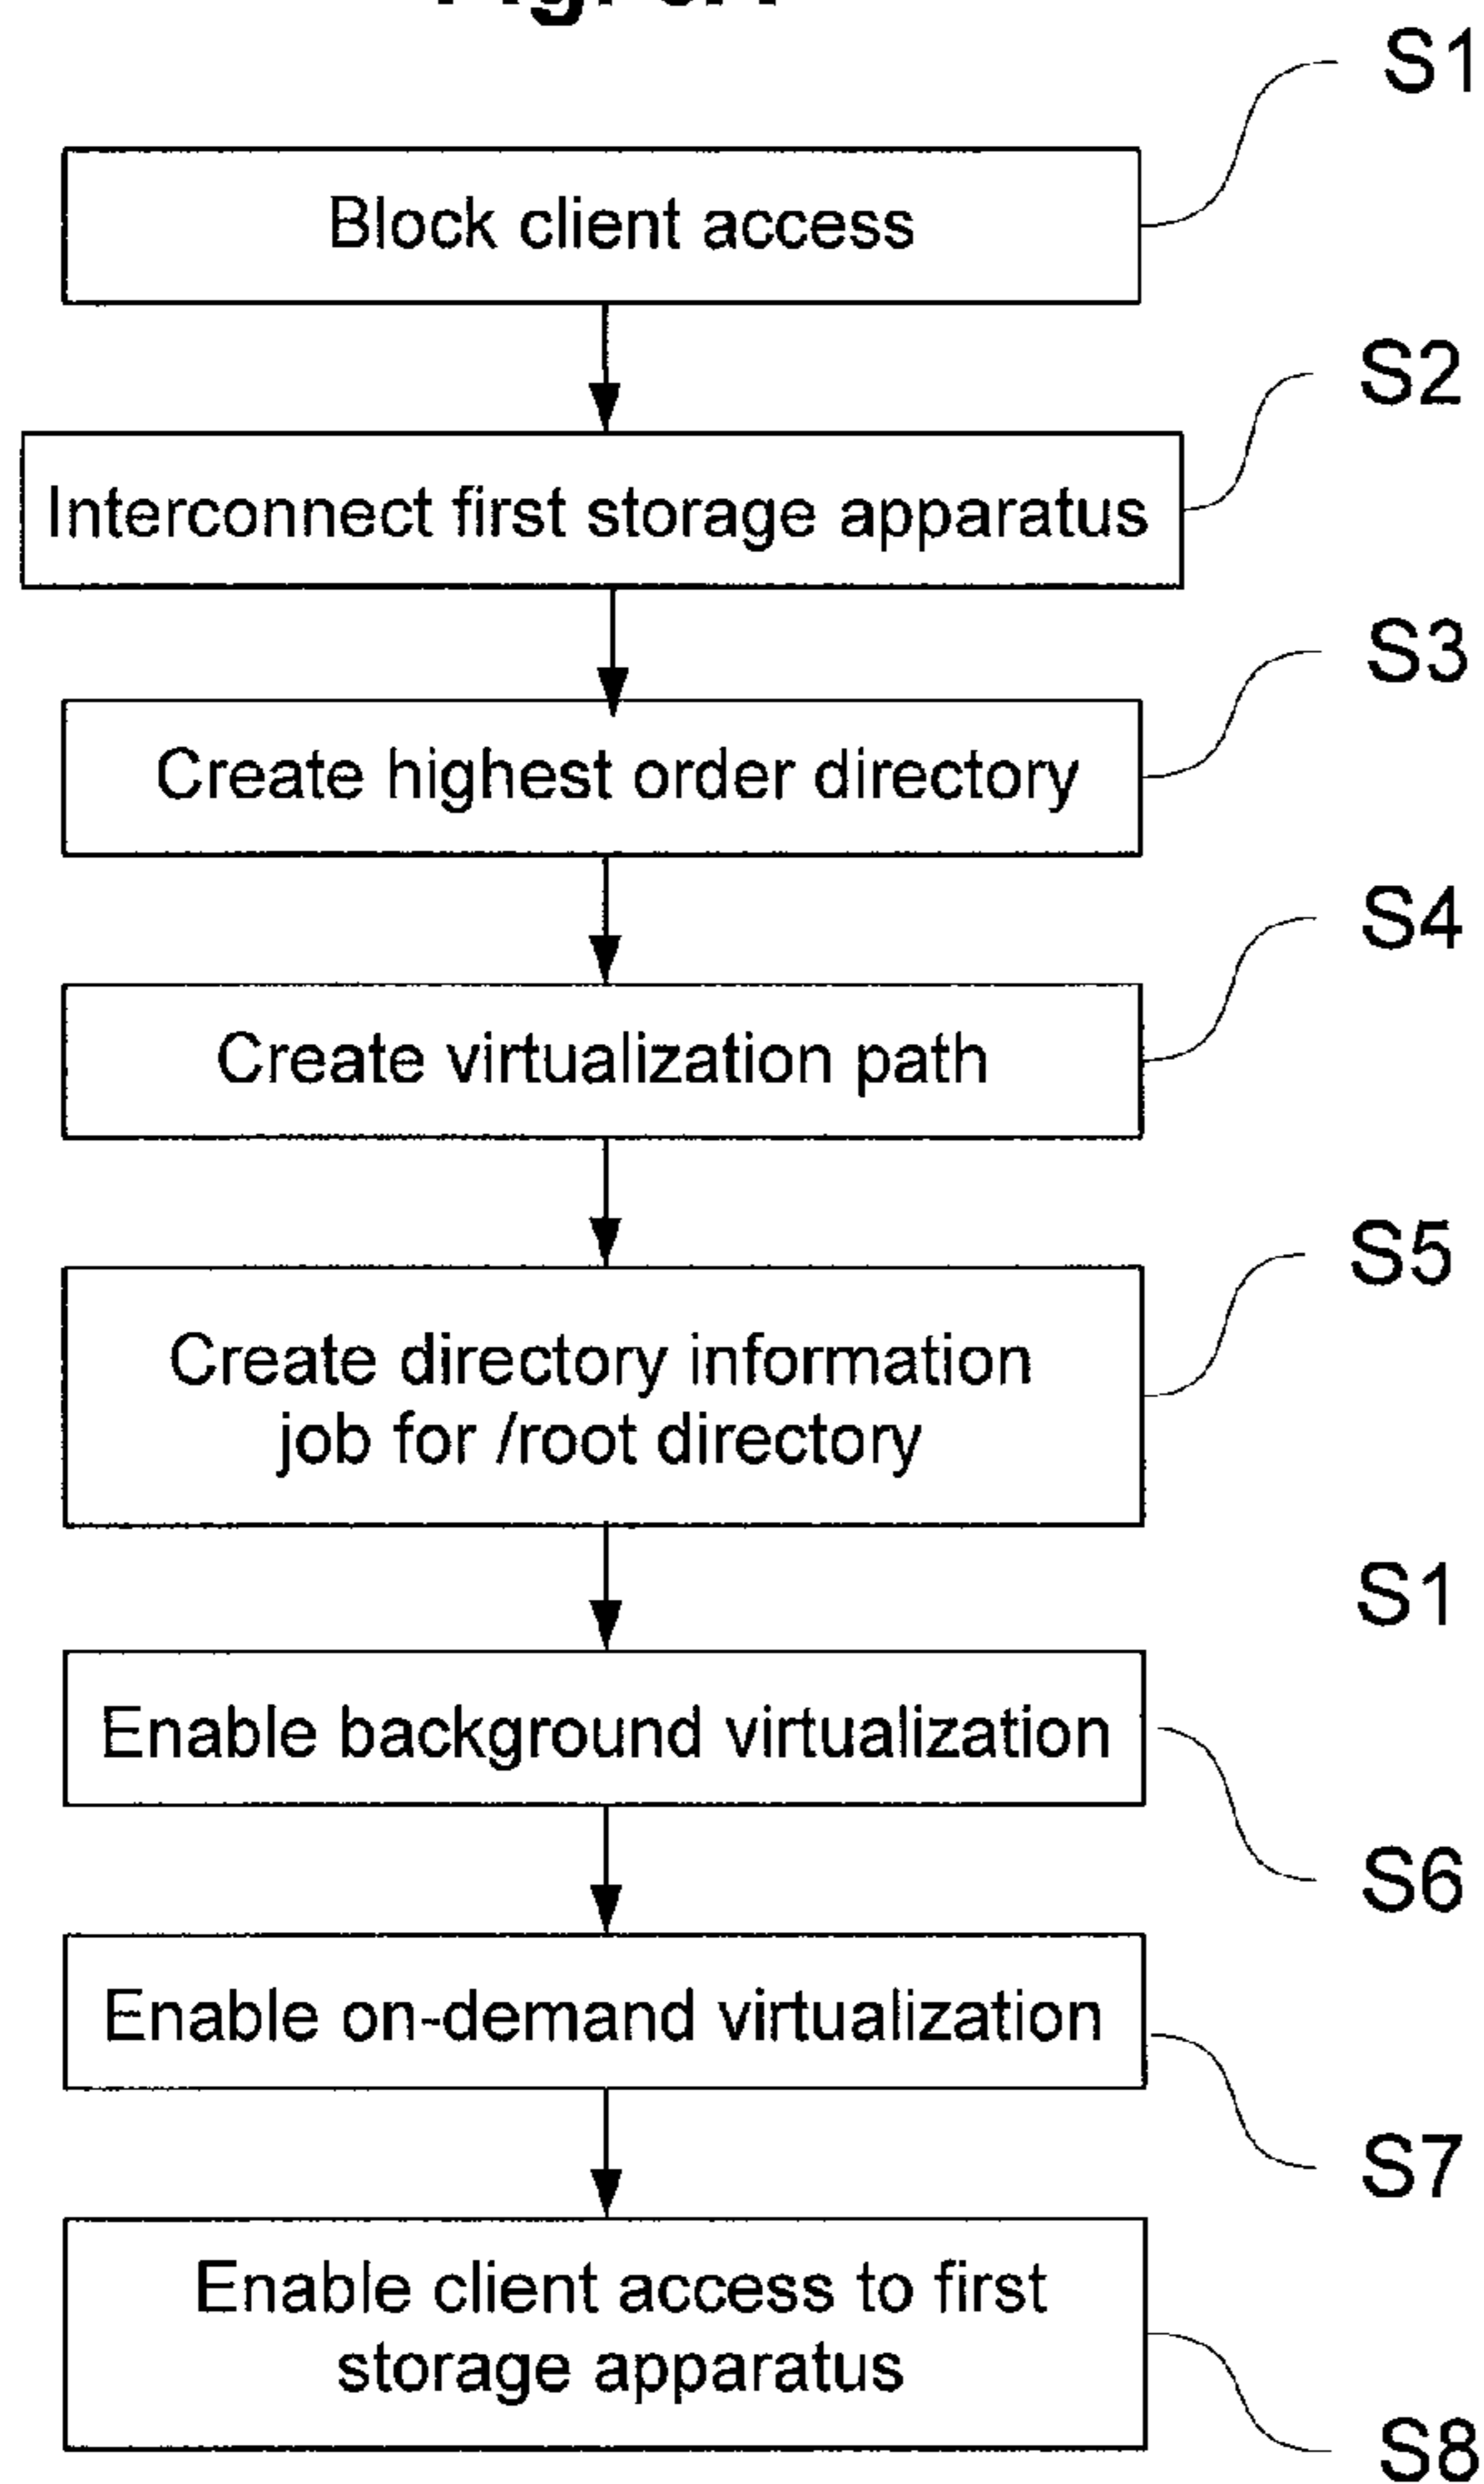 S1
Block client access
S2
Interconnect first storage apparatus
S3
Create highest order directory
S4
Create virtualization path
S5
Create directory information
job for /root directory
S1
Enable background virtualization
S6
Enable on-demand virtualization
S7
Enable client access to first
storage apparatus
S8